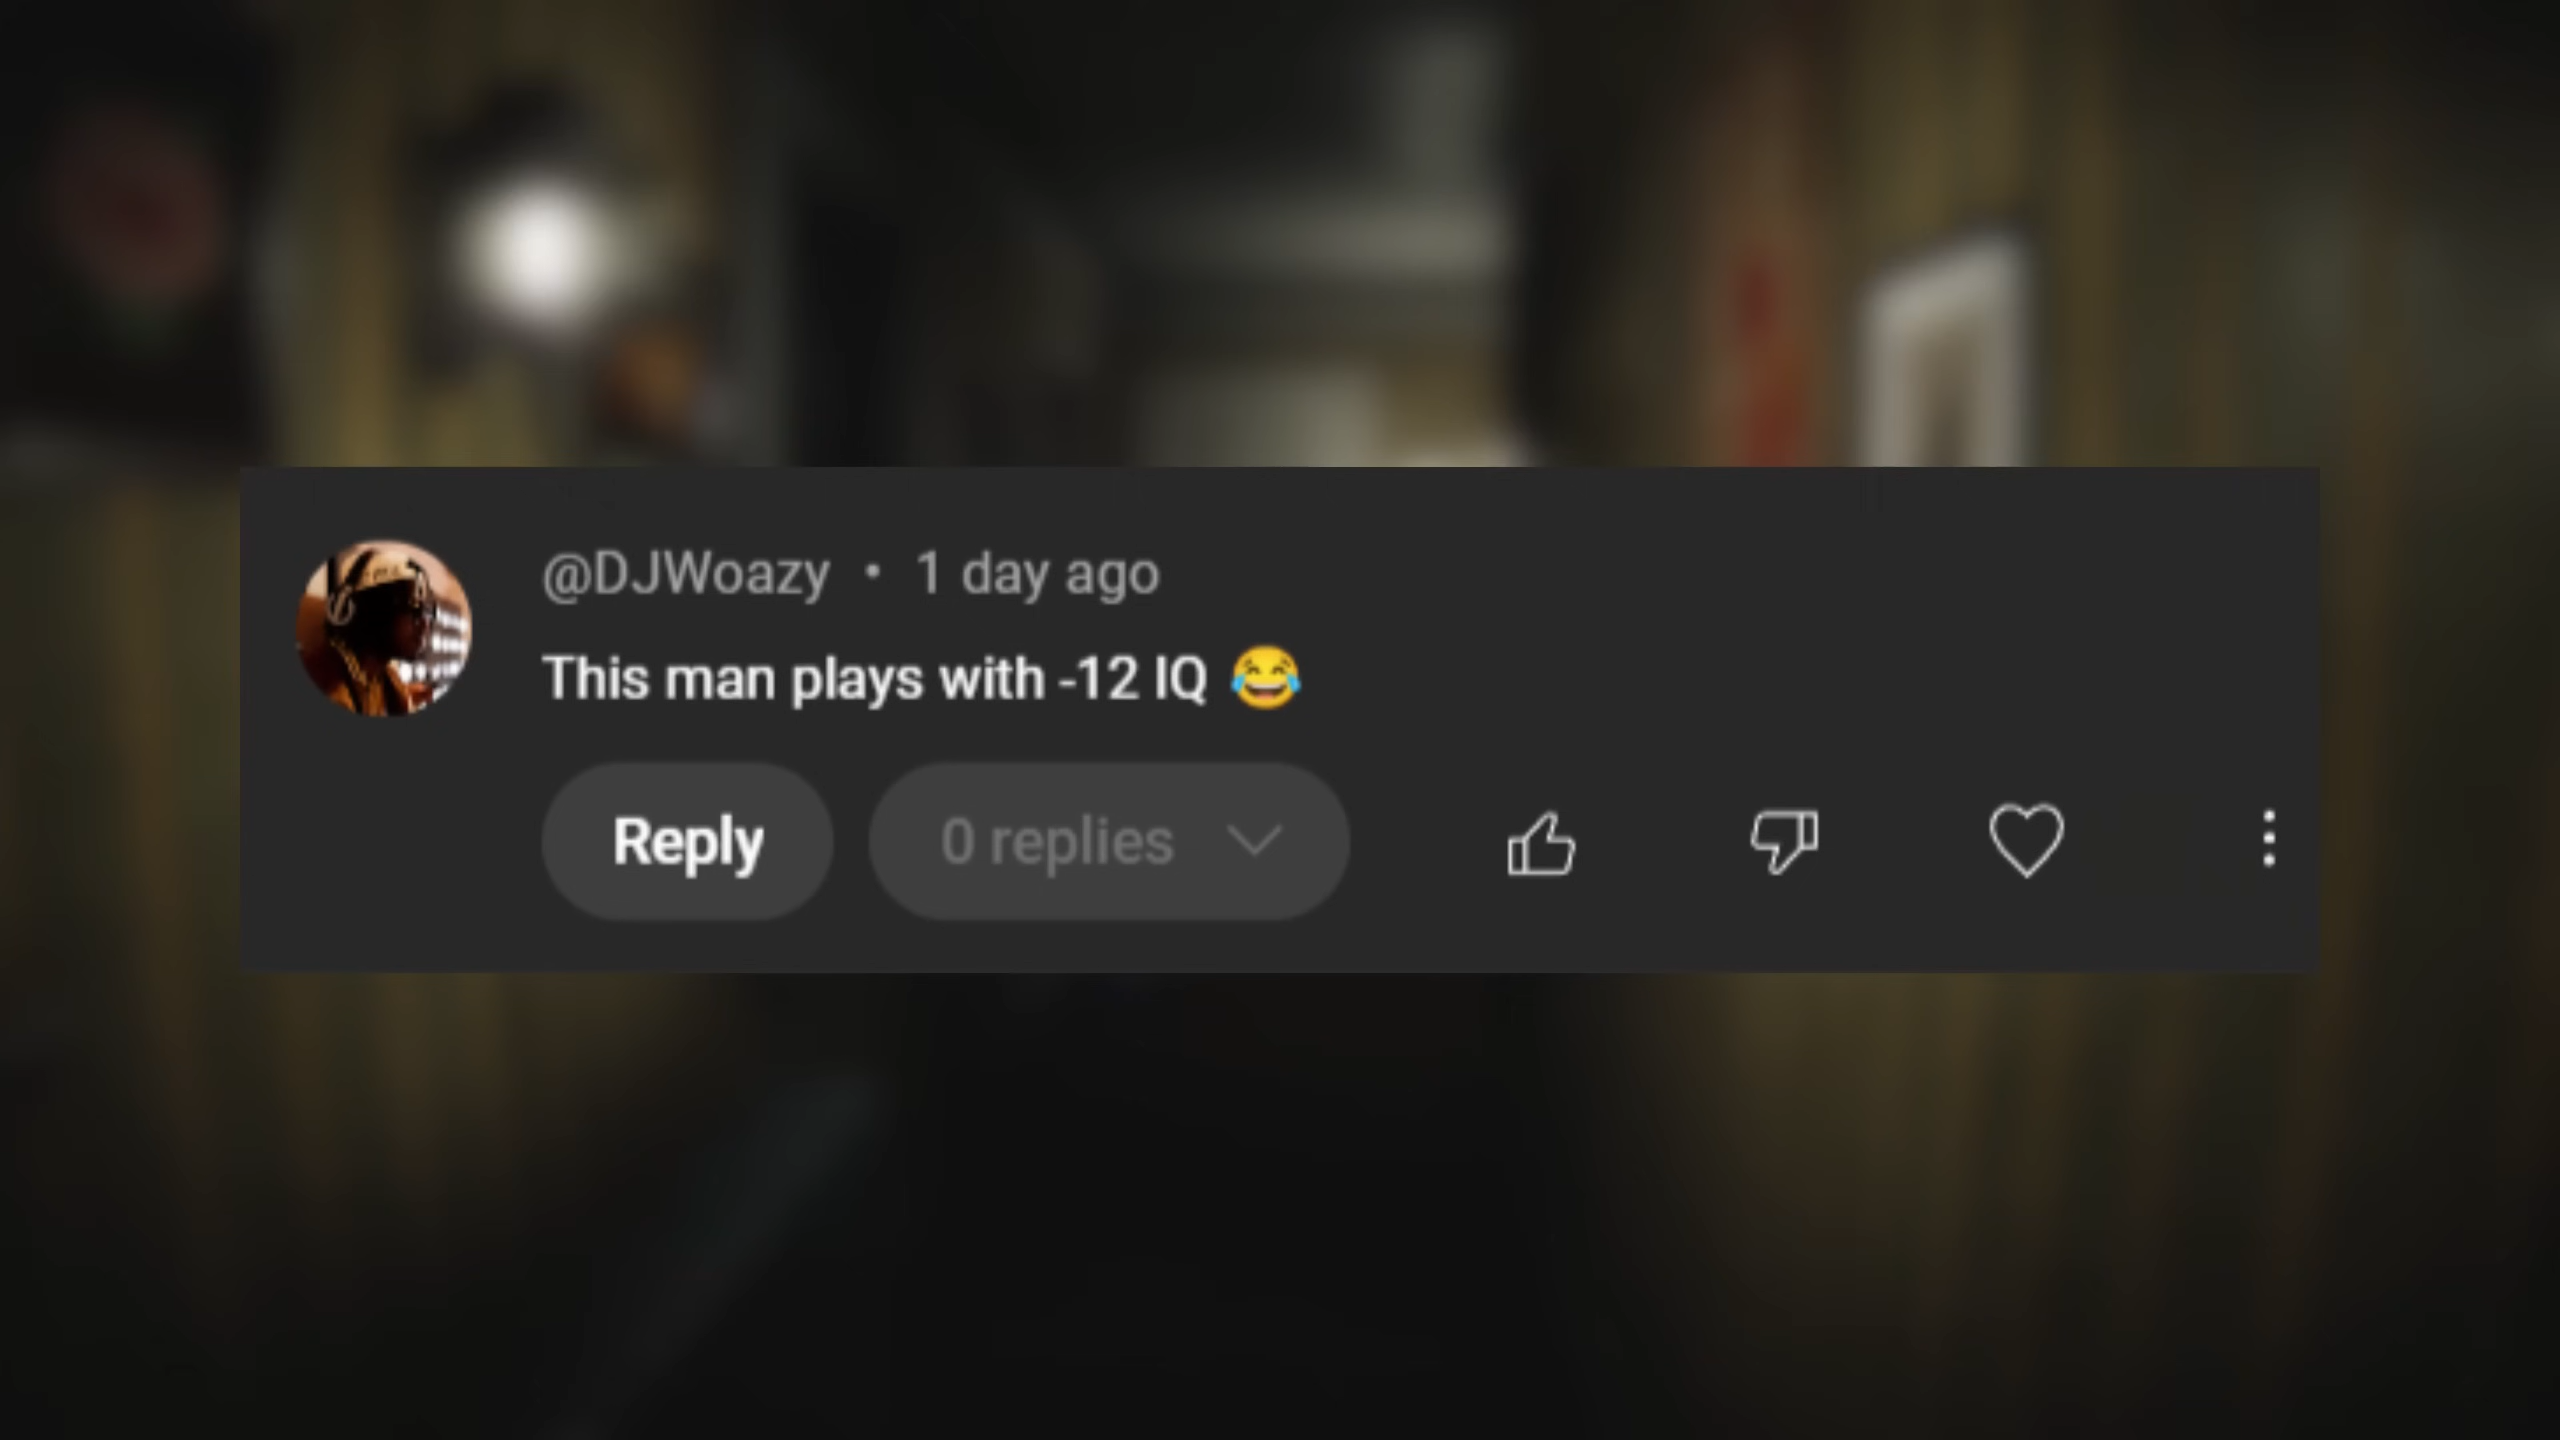 @DJWoazy • 1 day ago
This man plays with -12 IQ 😂
Reply
0 replies